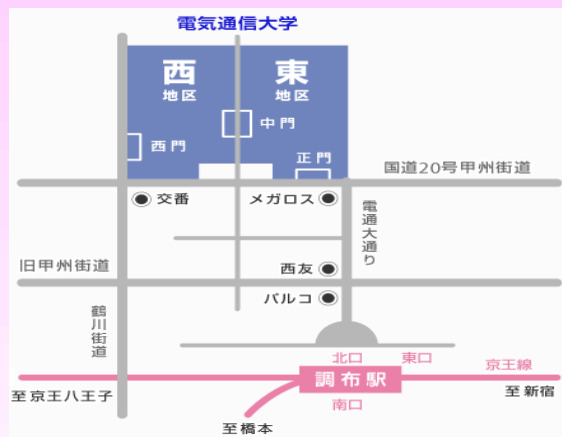 電気通信大学
西
地区
東
地区
中門
西門
正門
国道20号甲州街道
交番
メガロス
電通大通り
旧甲州街道
西友
パルコ
鶴川街道
北口
東口
京王線
調布駅
至京王八王子
至新宿
南口
至橋本